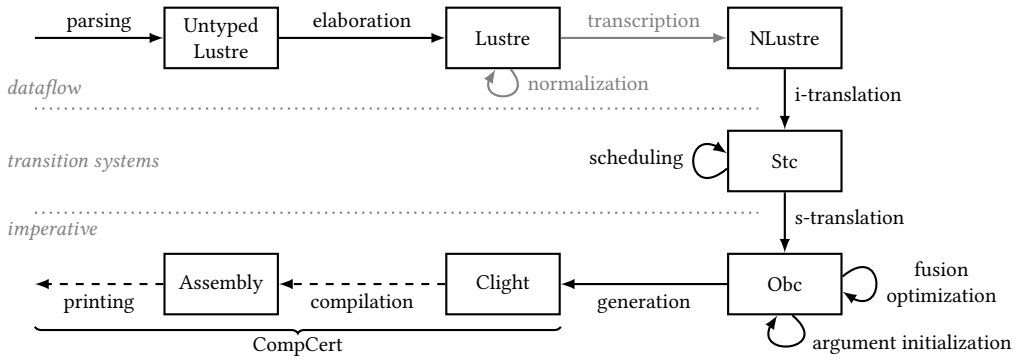 parsing
Untyped
Lustre
elaboration
Lustre
transcription
NLustre
normalization
dataflow
i-translation
transition systems
scheduling
Stc
imperative
s-translation
printing
Assembly
compilation
Clight
generation
Obc
fusion
optimization
argument initialization
CompCert